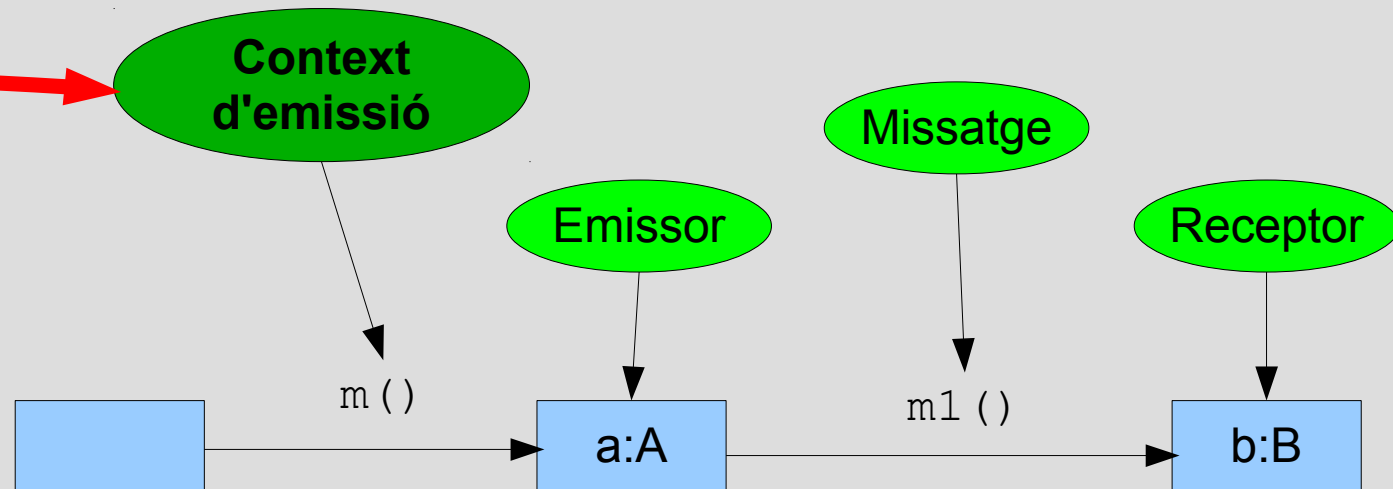 Context
d'emissió
Missatge
Emissor
Receptor
m()
m1()
a:A
b:B